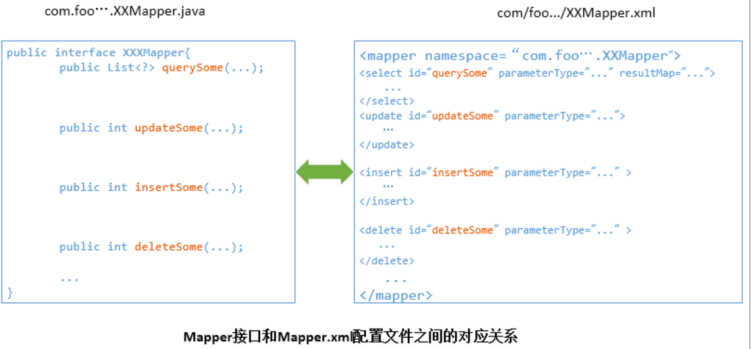 com.foo….XXMapper.java
com/foo.../XXMapper.xml
public interface XXXMapper{
public List<?> querySome(...);
public int updateSome(...);
public int insertSome(...);
public int deleteSome(...);
...
}
<mapper namespace=“com.foo….XXMapper”>
<select id=”querySome” parameterType=”...” resultMap=”...”>
...
</select>
<update id=”updateSome” parameterType=”...”>
…
</update>
<insert id=”insertSome” parameterType=”...” >
…
</insert>
<delete id=”deleteSome” parameterType=”...” >
...
</delete>
...
</mapper>
Mapper接口和Mapper.xml配置文件之间的对应关系